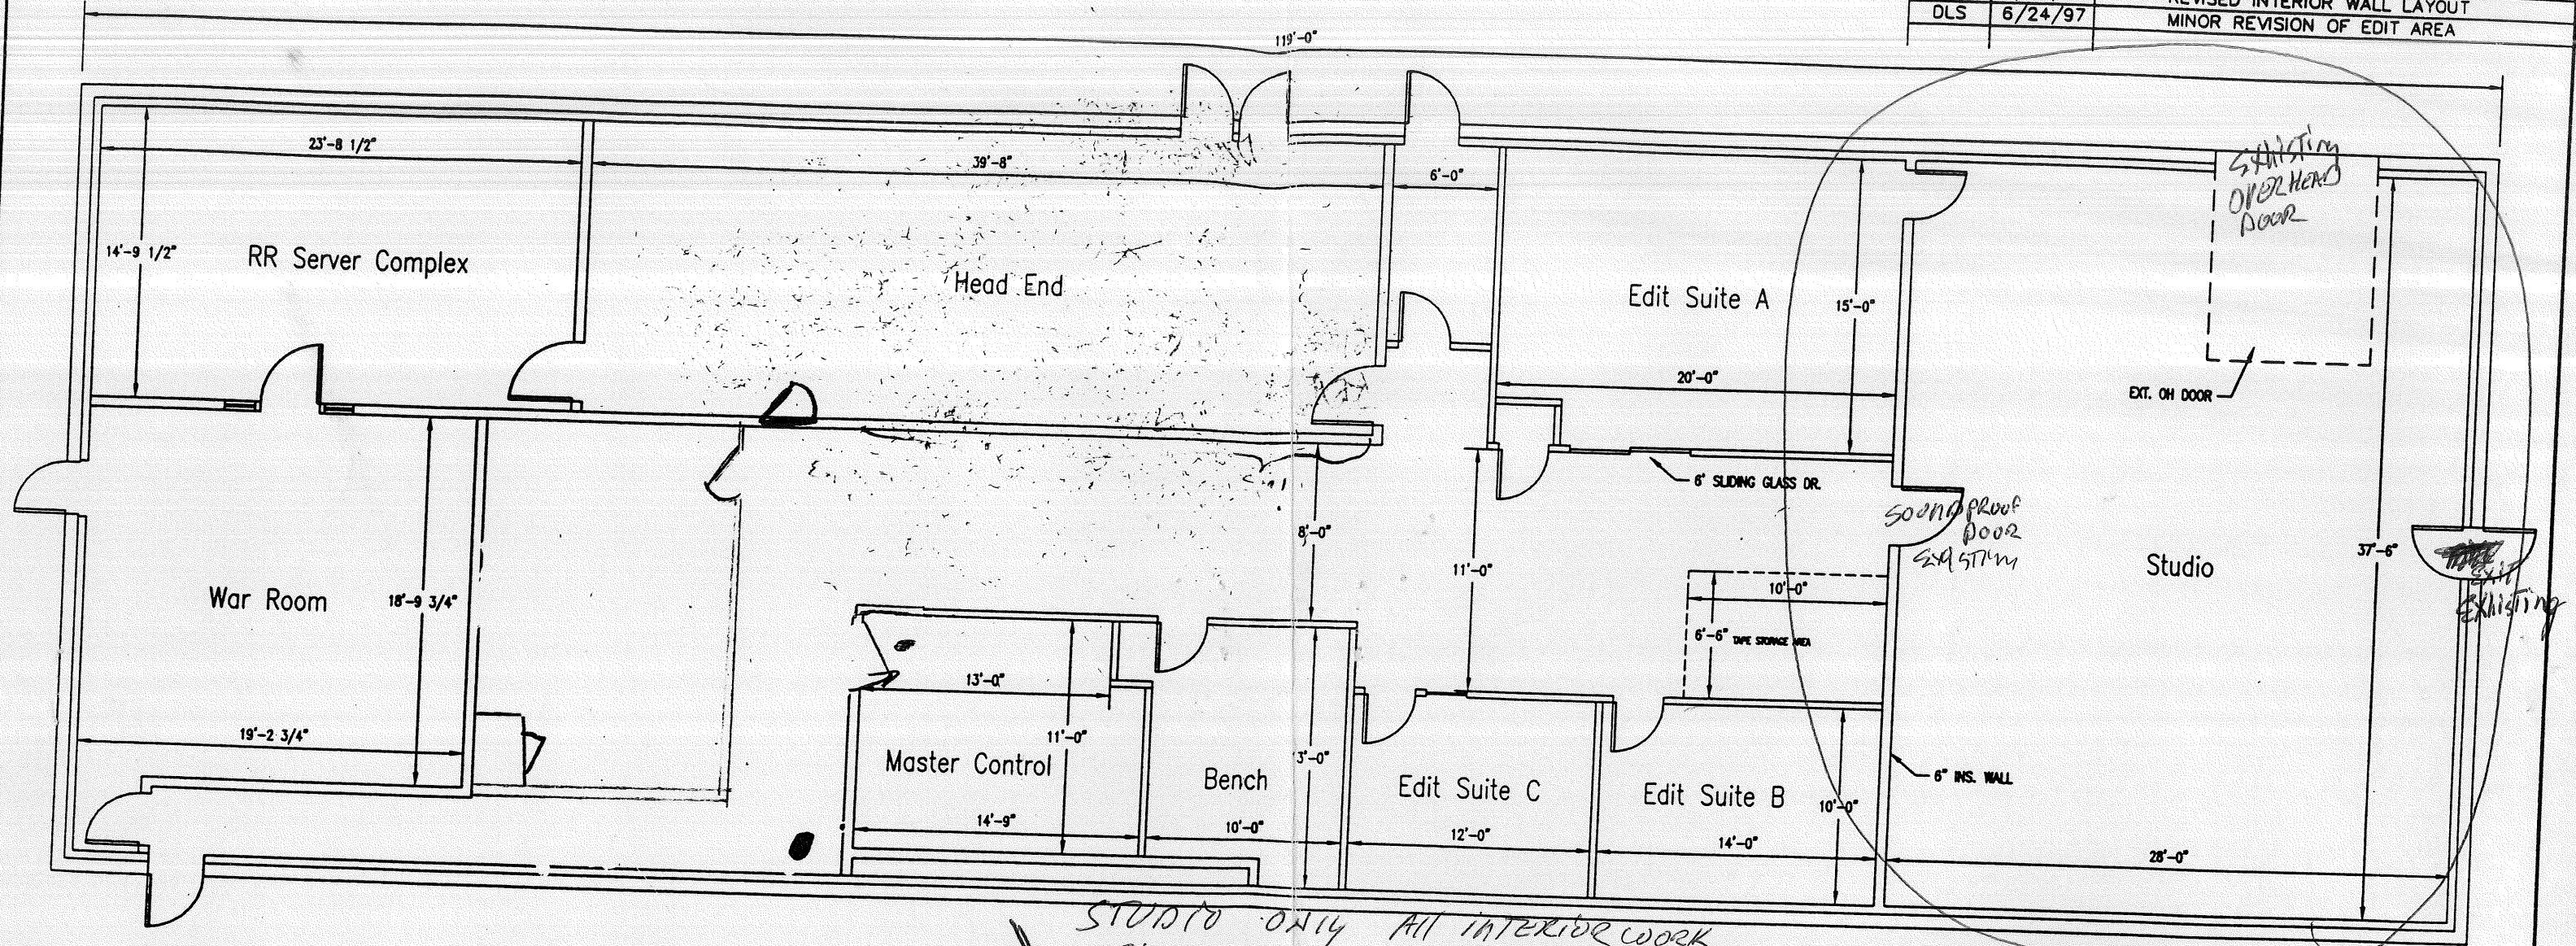 REVISED INTERIOR WALL LAYOUT
DLS 6/24/97 MINOR REVISION OF EDIT AREA
119'-0"
23'-8 1/2"
39'-8"
6'-0"
EXHISTING
OVERHEAD
DOOR
14'-9 1/2"
RR Server Complex
Head End
Edit Suite A
15'-0"
20'-0"
EXT. OH DOOR
6' SLIDING GLASS DR.
SOUNDPROOF
DOOR
EXISTING
8'-0"
11'-0"
37'-6"
Studio
EXIT
EXHISTING
War Room
18'-9 3/4"
10'-0"
6'-6" TAPE STORAGE AREA
13'-0"
19'-2 3/4"
11'-0"
Master Control
3'-0"
Bench
Edit Suite C
Edit Suite B
10'-0"
6" INS. WALL
14'-9"
10'-0"
12'-0"
14'-0"
28'-0"
STUDIO ONLY All INTERIOR WORK